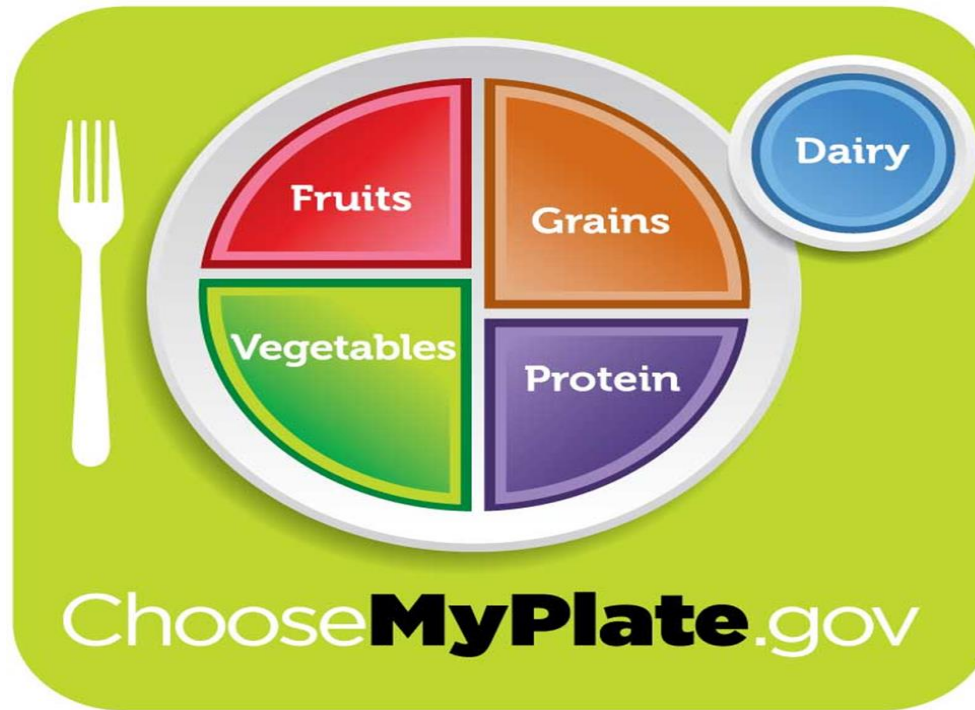 Fruits
Grains
Dairy
Vegetables
Protein
ChooseMyPlate.gov